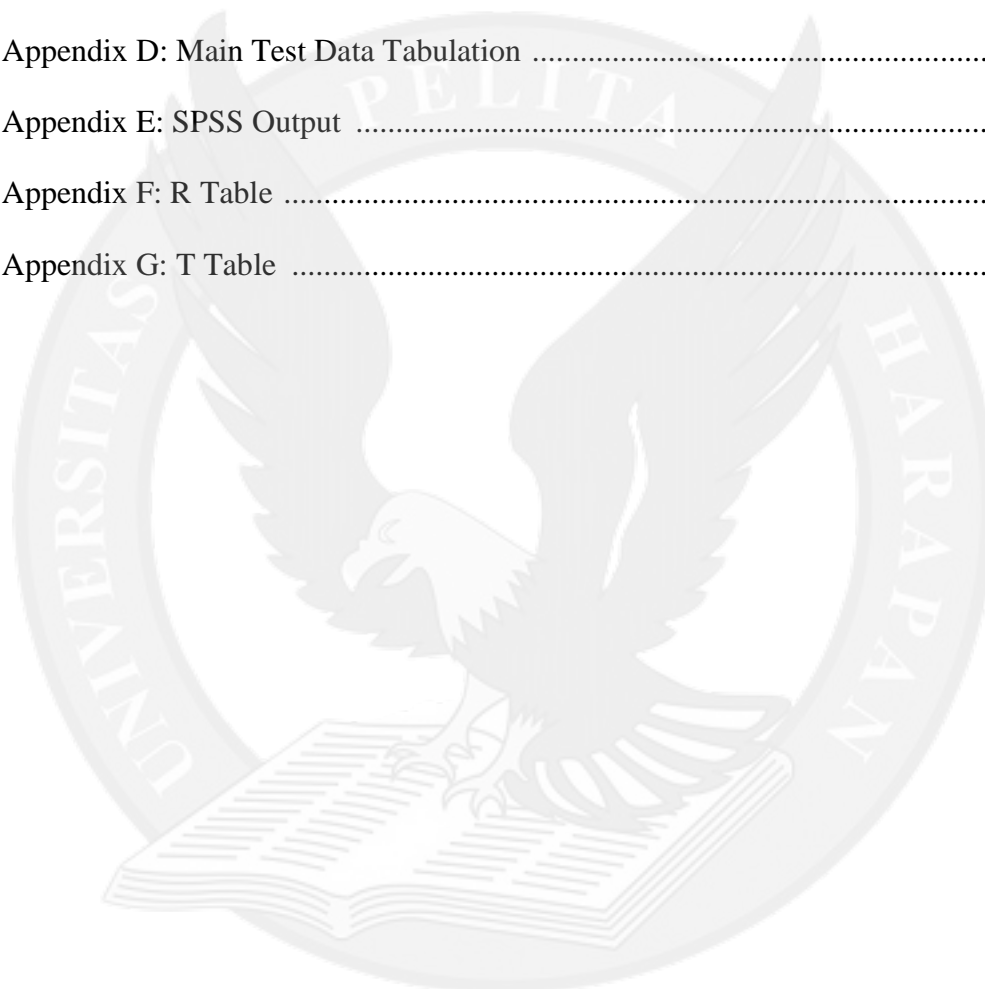 Appendix D: Main Test Data Tabulation ..........................................................
Appendix E: SPSS Output ................................................................................
Appendix F: R Table .........................................................................................
Appendix G: T Table ........................................................................................
UNIVERSITAS PELITA HARAPAN